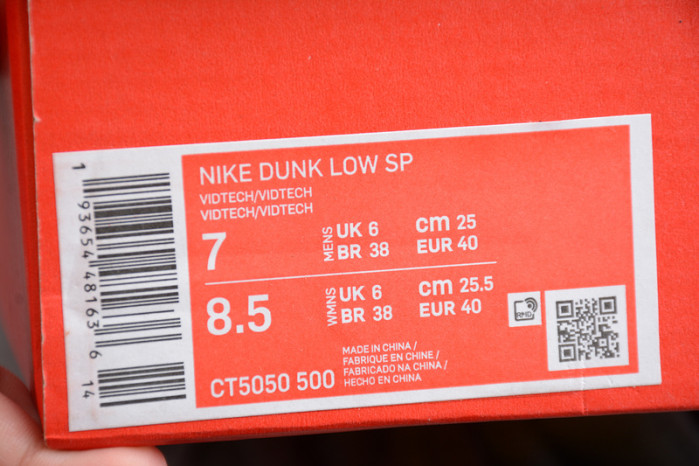 NIKE DUNK LOW SP
VIDTECH/VIDTECH
VIDTECH/VIDTECH
7
MENS
UK 6 cm 25
BR 38 EUR 40
8.5
WMNS
UK 6 cm 25.5
BR 38 EUR 40
CT5050 500
MADE IN CHINA /
FABRIQUE EN CHINE /
FABRICADO NA CHINA /
HECHO EN CHINA
RMD
1 93654 48163 6 14